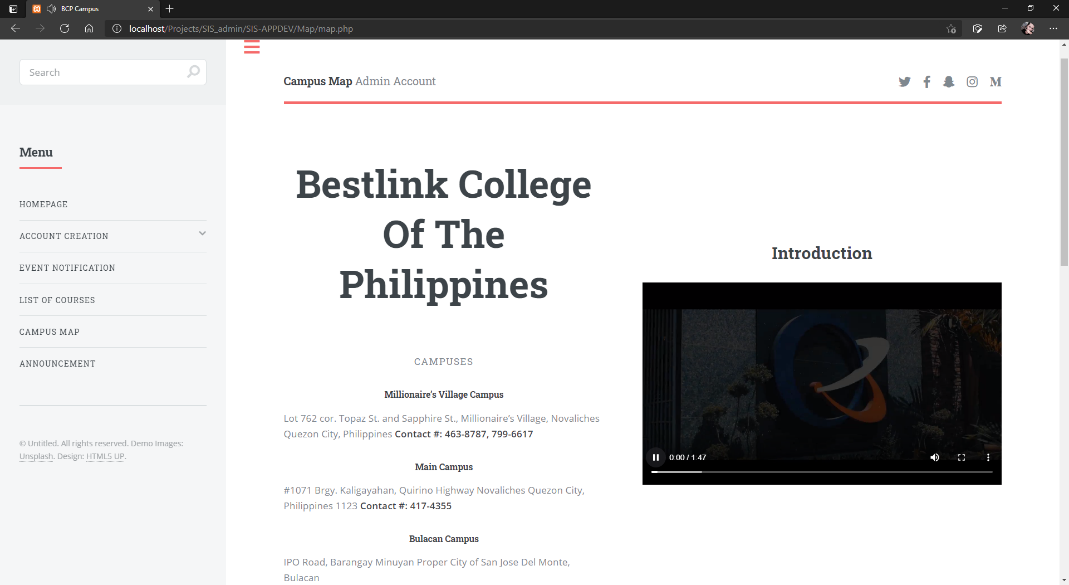 BCP Campus
localhost/Projects/SIS_admin/SIS-APPDEV/Map/map.php
Search
Menu
HOMEPAGE
ACCOUNT CREATION
EVENT NOTIFICATION
LIST OF COURSES
CAMPUS MAP
ANNOUNCEMENT
© Untitled. All rights reserved. Demo Images:
Unsplash. Design: HTML5 UP.
Campus Map Admin Account
M
Bestlink College
Of The
Philippines
CAMPUSES
Millionaire's Village Campus
Lot 762 cor. Topaz St. and Sapphire St., Millionaire's Village, Novaliches
Quezon City, Philippines Contact #: 463-8787, 799-6617
Main Campus
#1071 Brgy. Kaligayahan, Quirino Highway Novaliches Quezon City,
Philippines 1123 Contact #: 417-4355
Bulacan Campus
IPO Road, Barangay Minuyan Proper City of San Jose Del Monte,
Bulacan
Introduction
0:00 / 1:47